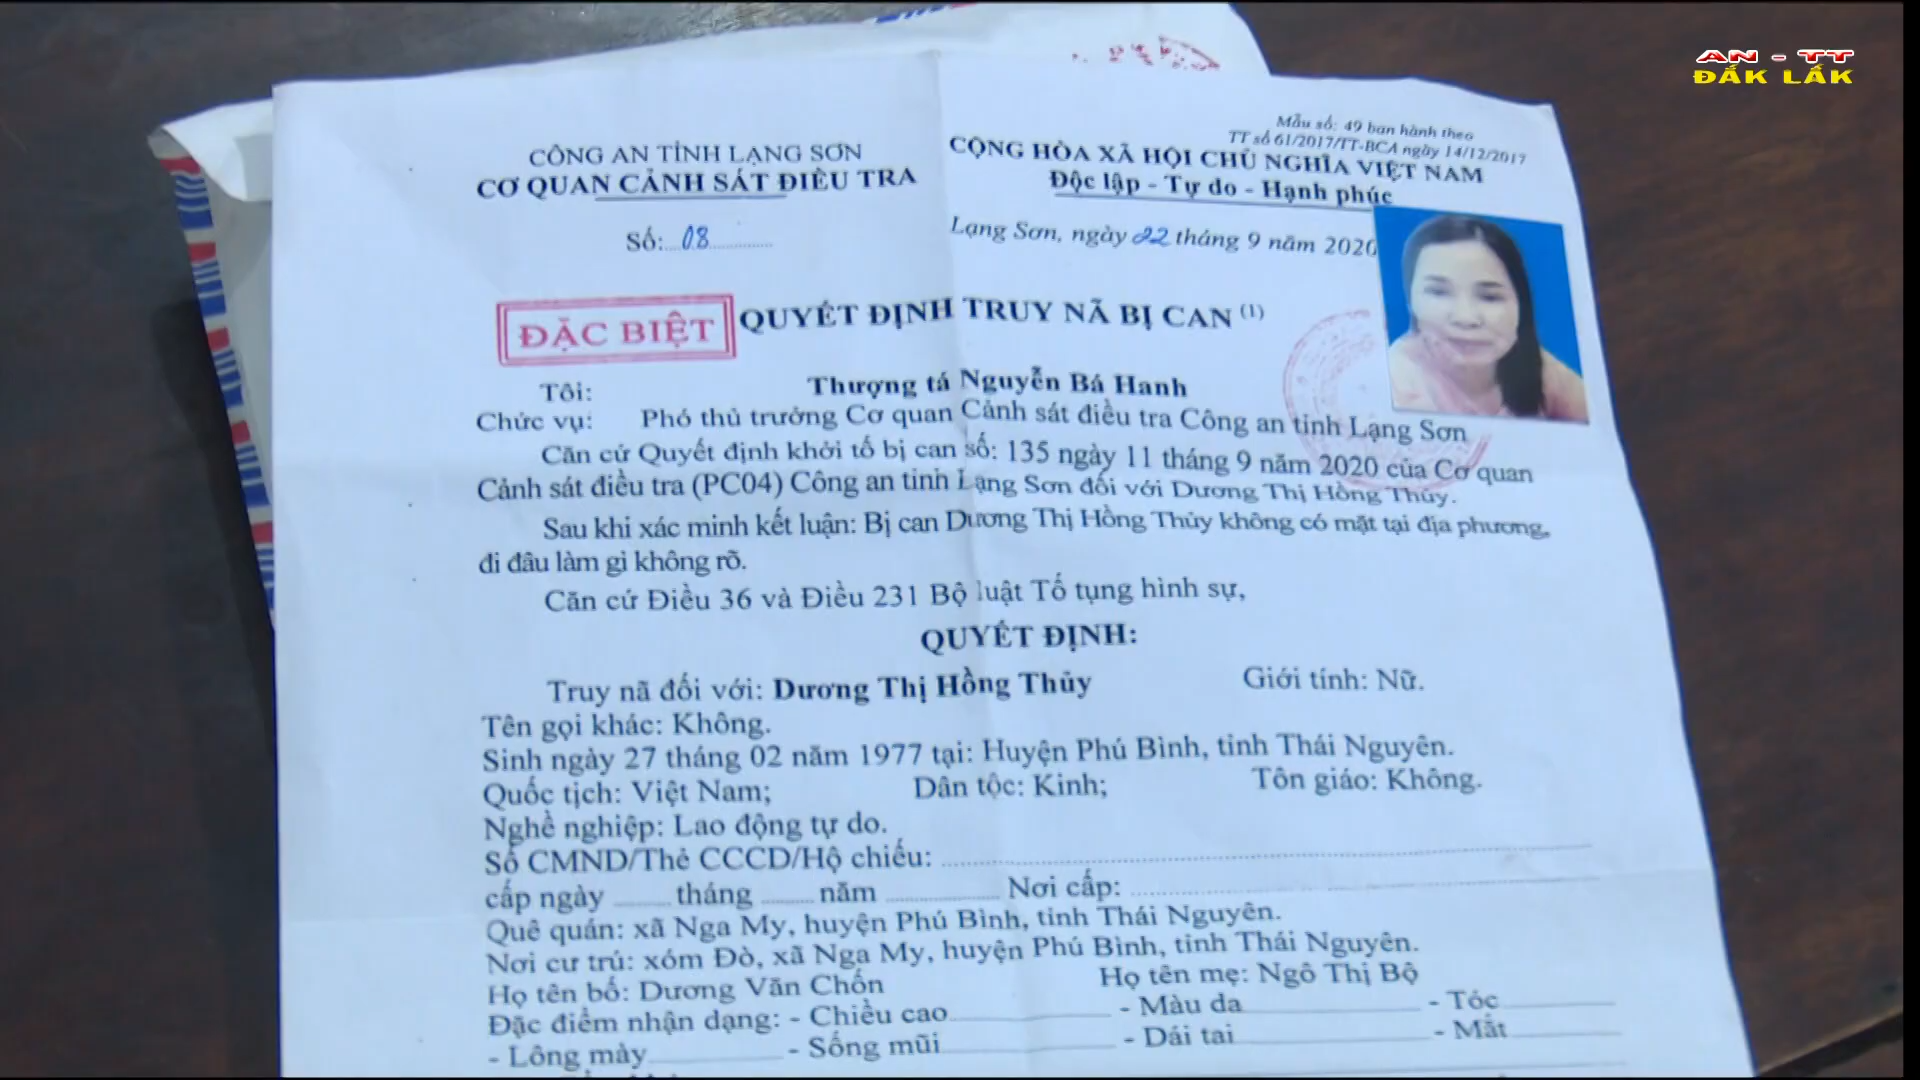 AN - TT
ĐẮK LẮK
Mẫu số: 49 ban hành theo
TT số 61/2017/TT-BCA ngày 14/12/2017
CÔNG AN TỈNH LẠNG SƠN
CƠ QUAN CẢNH SÁT ĐIỀU TRA
CỘNG HÒA XÃ HỘI CHỦ NGHĨA VIỆT NAM
Độc lập - Tự do - Hạnh phúc
Số: 08
Lạng Sơn, ngày 22 tháng 9 năm 2020
ĐẶC BIỆT
QUYẾT ĐỊNH TRUY NÃ BỊ CAN (1)
Tôi: Thượng tá Nguyễn Bá Hanh
Chức vụ: Phó thủ trưởng Cơ quan Cảnh sát điều tra Công an tỉnh Lạng Sơn
Căn cứ Quyết định khởi tố bị can số: 135 ngày 11 tháng 9 năm 2020 của Cơ quan
Cảnh sát điều tra (PC04) Công an tỉnh Lạng Sơn đối với Dương Thị Hồng Thủy.
Sau khi xác minh kết luận: Bị can Dương Thị Hồng Thủy không có mặt tại địa phương,
đi đâu làm gì không rõ.
Căn cứ Điều 36 và Điều 231 Bộ luật Tố tụng hình sự,
QUYẾT ĐỊNH:
Truy nã đối với: Dương Thị Hồng Thủy Giới tính: Nữ.
Tên gọi khác: Không.
Sinh ngày 27 tháng 02 năm 1977 tại: Huyện Phú Bình, tỉnh Thái Nguyên.
Quốc tịch: Việt Nam; Dân tộc: Kinh; Tôn giáo: Không.
Nghề nghiệp: Lao động tự do.
Số CMND/Thẻ CCCD/Hộ chiếu:
cấp ngày ........ tháng ........ năm ........ Nơi cấp:
Quê quán: xã Nga My, huyện Phú Bình, tỉnh Thái Nguyên.
Nơi cư trú: xóm Đò, xã Nga My, huyện Phú Bình, tỉnh Thái Nguyên.
Họ tên bố: Dương Văn Chốn Họ tên mẹ: Ngô Thị Bộ
Đặc điểm nhận dạng: - Chiều cao - Màu da - Tóc
- Lông mày - Sống mũi - Dái tai - Mắt